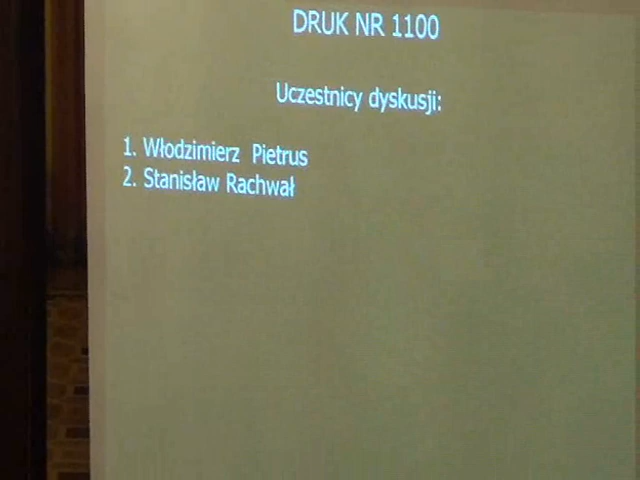 DRUK NR 1100
Uczestnicy dyskusji:
1. Włodzimierz Pietrus
2. Stanisław Rachwał